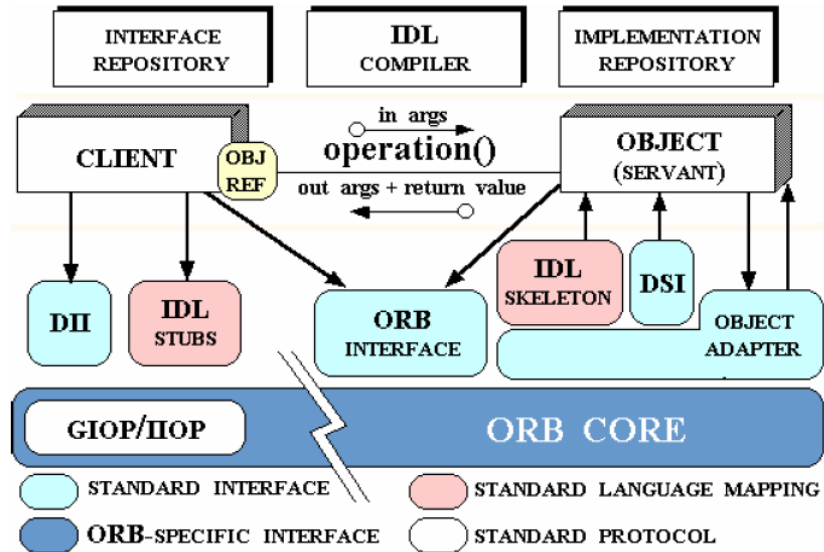 INTERFACE
REPOSITORY
IDL
COMPILER
IMPLEMENTATION
REPOSITORY
in args
operation()
out args + return value
CLIENT
OBJ
REF
OBJECT
(SERVANT)
DII
IDL
STUBS
ORB
INTERFACE
IDL
SKELETON
DSI
OBJECT
ADAPTER
GIOP/IIOP
ORB CORE
STANDARD INTERFACE
STANDARD LANGUAGE MAPPING
ORB-SPECIFIC INTERFACE
STANDARD PROTOCOL